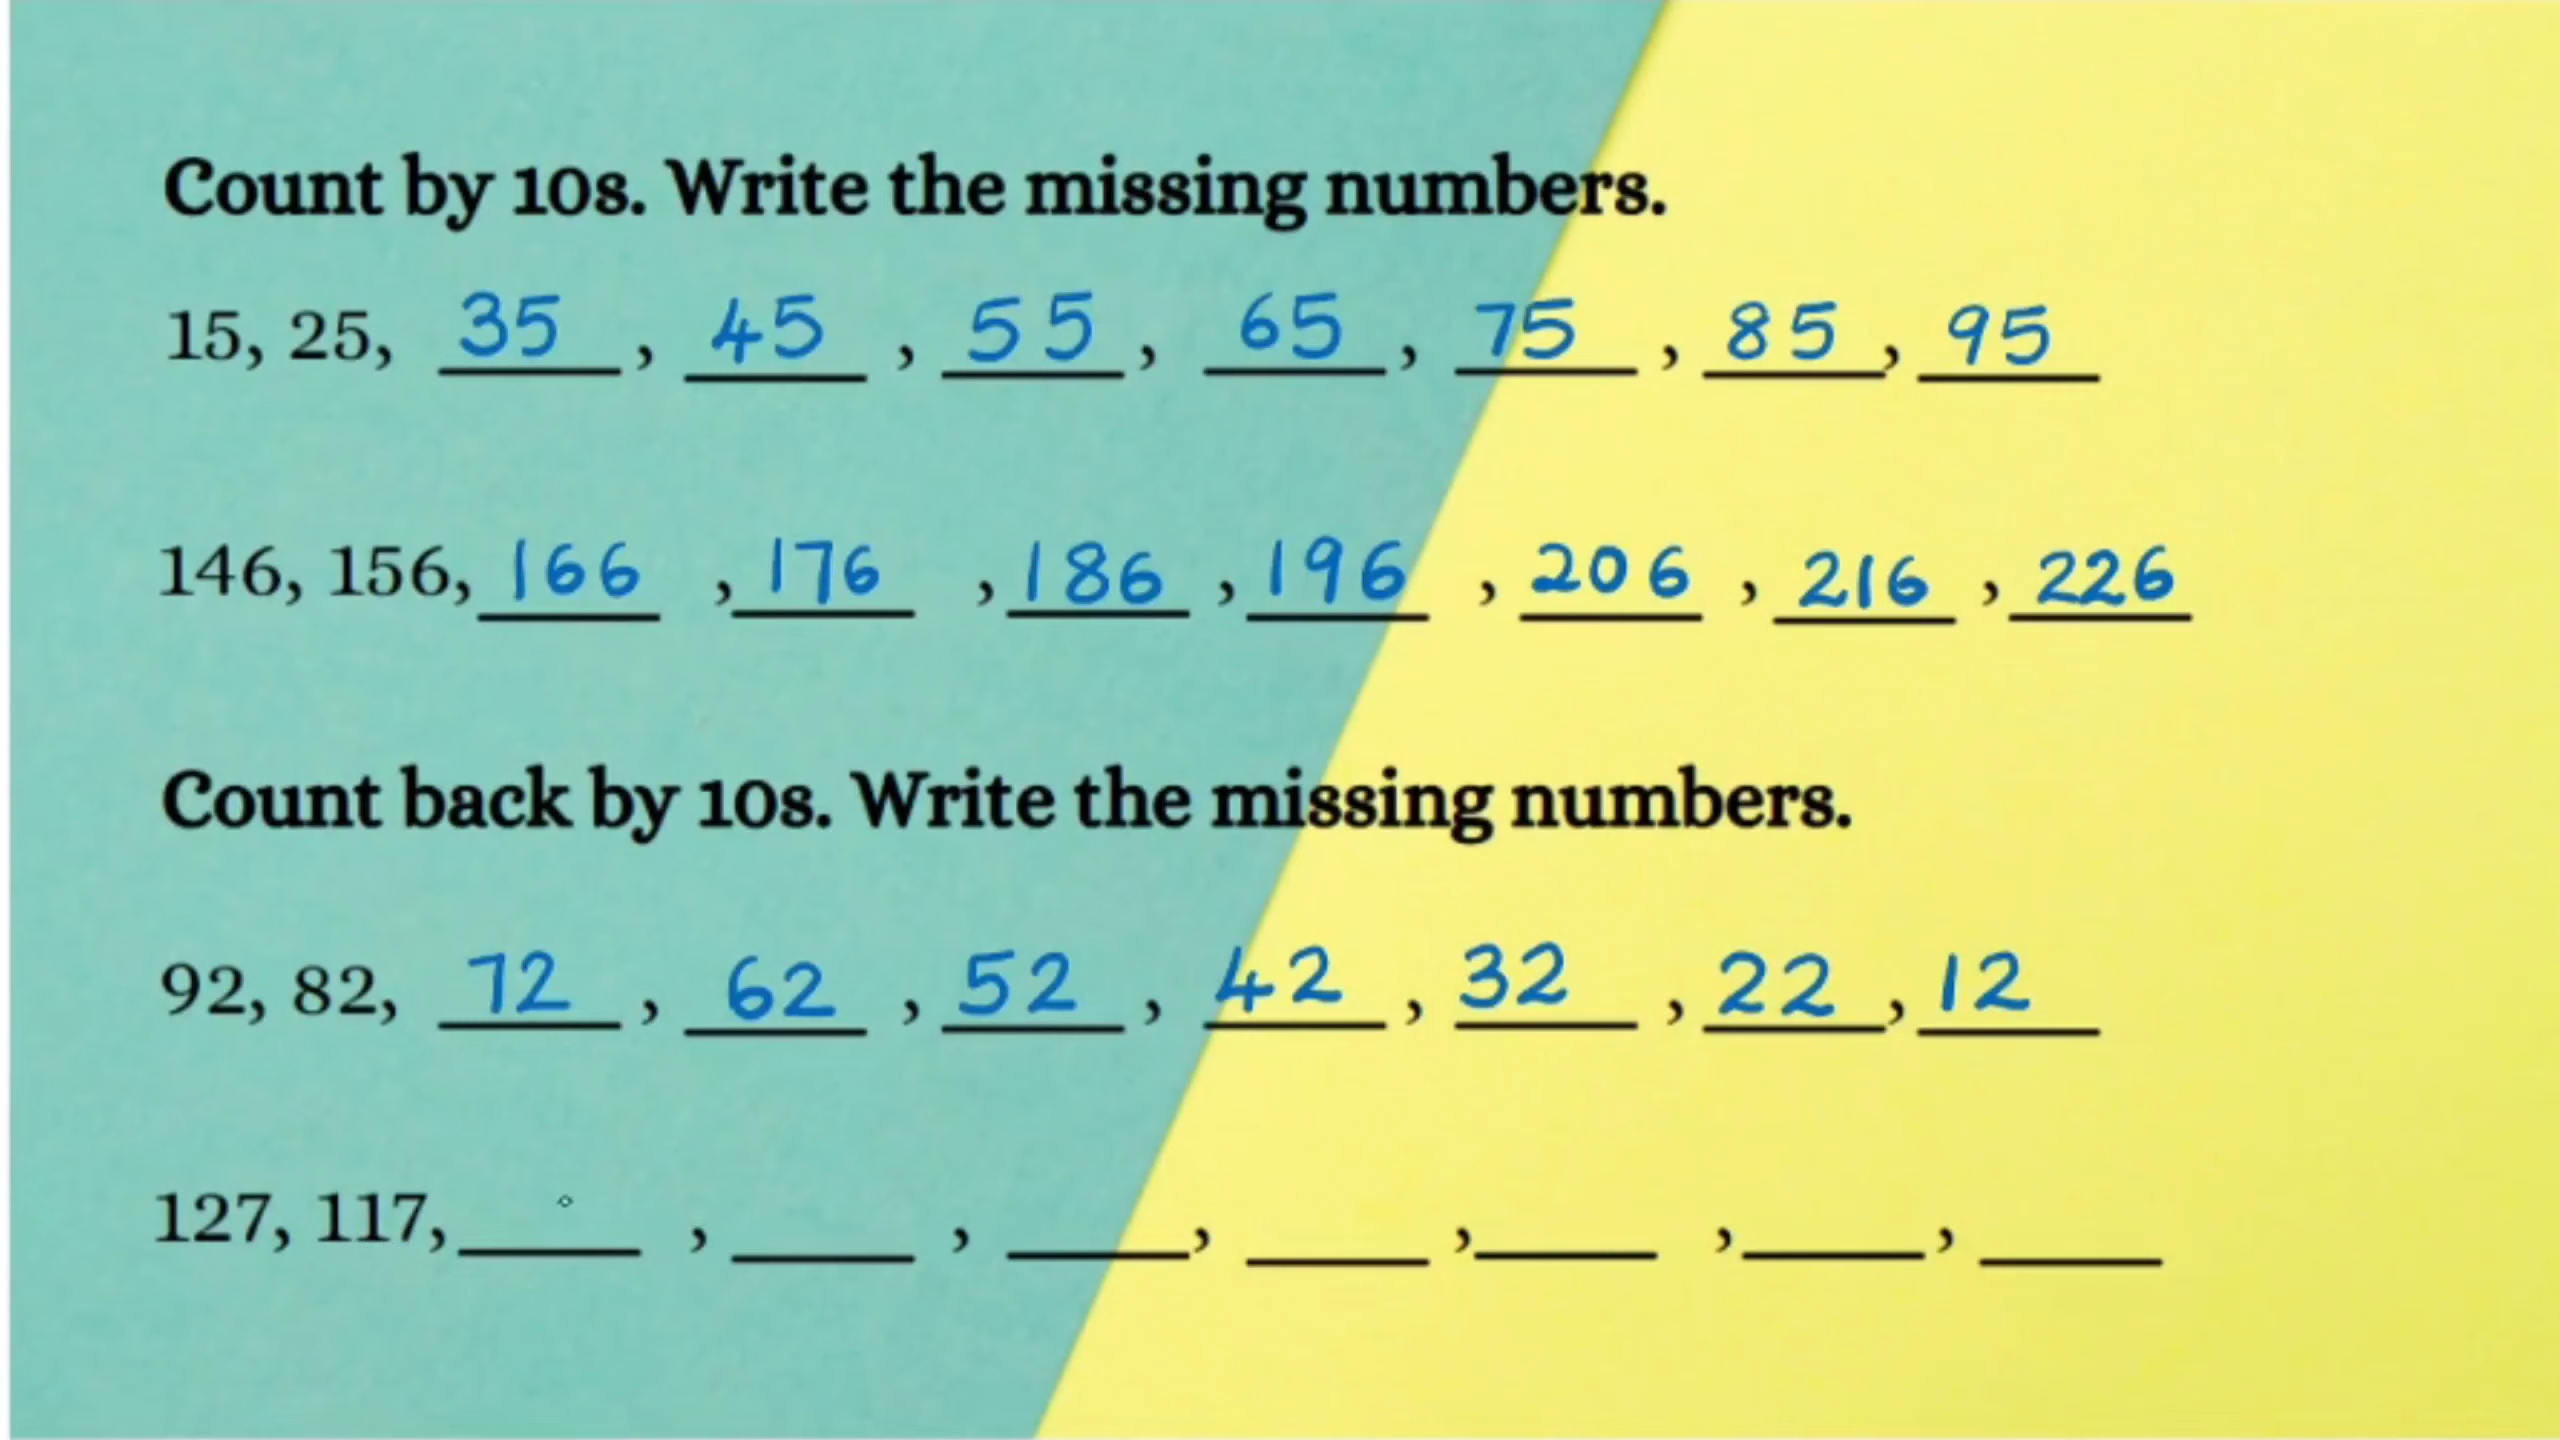 Count by 10s. Write the missing numbers.
15, 25, 35, 45, 55, 65, 75, 85, 95
146, 156, 166, 176, 186, 196, 206, 216, 226
Count back by 10s. Write the missing numbers.
92, 82, 72, 62, 52, 42, 32, 22, 12
127, 117, ____, ____, ____, ____, ____, ____, ____